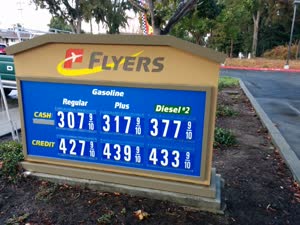 FLYERS
Gasoline
Regular Plus Diesel #2
CASH 307 9/10 317 9/10 377 9/10
CREDIT 427 9/10 439 9/10 433 9/10